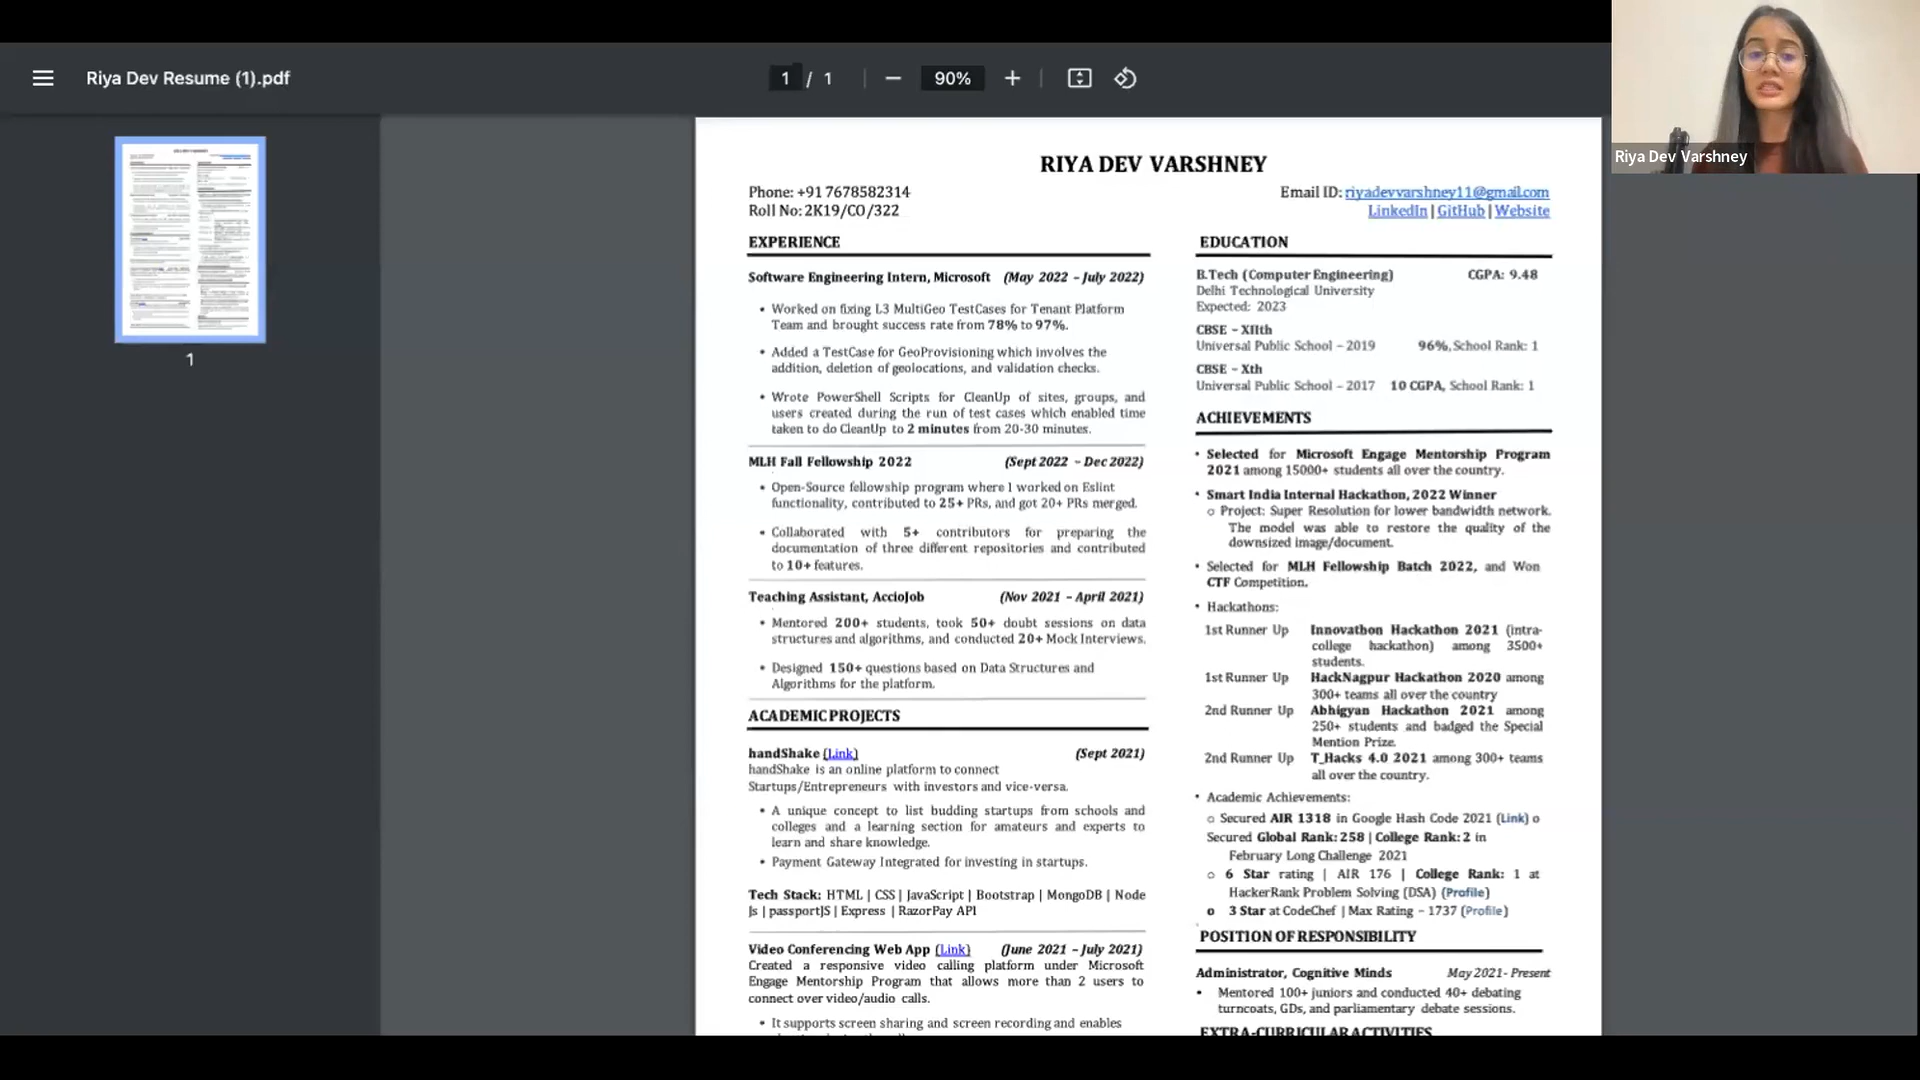 Riya Dev Resume (1).pdf
1 / 1
90%
Riya Dev Varshney
1
RIYA DEV VARSHNEY
Phone: +91 7678582314
Roll No: 2K19/CO/322
Email ID: riyadevvarshney11@gmail.com
LinkedIn | GitHub | Website
EXPERIENCE
Software Engineering Intern, Microsoft (May 2022 – July 2022)
• Worked on fixing L3 MultiGeo TestCases for Tenant Platform
Team and brought success rate from 78% to 97%.
• Added a TestCase for GeoProvisioning which involves the
addition, deletion of geolocations, and validation checks.
• Wrote PowerShell Scripts for CleanUp of sites, groups, and
users created during the run of test cases which enabled time
taken to do CleanUp to 2 minutes from 20-30 minutes.
MLH Fall Fellowship 2022 (Sept 2022 – Dec 2022)
• Open-Source fellowship program where I worked on Eslint
functionality, contributed to 25+ PRs, and got 20+ PRs merged.
• Collaborated with 5+ contributors for preparing the
documentation of three different repositories and contributed
to 10+ features.
Teaching Assistant, AccioJob (Nov 2021 – April 2021)
• Mentored 200+ students, took 50+ doubt sessions on data
structures and algorithms, and conducted 20+ Mock Interviews.
• Designed 150+ questions based on Data Structures and
Algorithms for the platform.
ACADEMIC PROJECTS
handShake (Link) (Sept 2021)
handShake is an online platform to connect
Startups/Entrepreneurs with investors and vice-versa.
• A unique concept to list budding startups from schools and
colleges and a learning section for amateurs and experts to
learn and share knowledge.
• Payment Gateway Integrated for investing in startups.
Tech Stack: HTML | CSS | JavaScript | Bootstrap | MongoDB | Node
Js | passportJS | Express | RazorPay API
Video Conferencing Web App (Link) (June 2021 – July 2021)
Created a responsive video calling platform under Microsoft
Engage Mentorship Program that allows more than 2 users to
connect over video/audio calls.
• It supports screen sharing and screen recording and enables
EDUCATION
B.Tech (Computer Engineering) CGPA: 9.48
Delhi Technological University
Expected: 2023
CBSE – XIIth
Universal Public School – 2019 96%, School Rank: 1
CBSE – Xth
Universal Public School – 2017 10 CGPA, School Rank: 1
ACHIEVEMENTS
• Selected for Microsoft Engage Mentorship Program
2021 among 15000+ students all over the country.
• Smart India Internal Hackathon, 2022 Winner
o Project: Super Resolution for lower bandwidth network.
The model was able to restore the quality of the
downsized image/document.
• Selected for MLH Fellowship Batch 2022, and Won
CTF Competition.
• Hackathons:
1st Runner Up Innovathon Hackathon 2021 (intra-
college hackathon) among 3500+
students.
1st Runner Up HackNagpur Hackathon 2020 among
300+ teams all over the country
2nd Runner Up Abhigyan Hackathon 2021 among
250+ students and badged the Special
Mention Prize.
2nd Runner Up T_Hacks 4.0 2021 among 300+ teams
all over the country.
• Academic Achievements:
o Secured AIR 1318 in Google Hash Code 2021 (Link) o
Secured Global Rank: 258 | College Rank: 2 in
February Long Challenge 2021
o 6 Star rating | AIR 176 | College Rank: 1 at
HackerRank Problem Solving (DSA) (Profile)
o 3 Star at CodeChef | Max Rating – 1737 (Profile)
POSITION OF RESPONSIBILITY
Administrator, Cognitive Minds May 2021- Present
• Mentored 100+ juniors and conducted 40+ debating
turncoats, GDs, and parliamentary debate sessions.
EXTRA-CURRICULAR ACTIVITIES